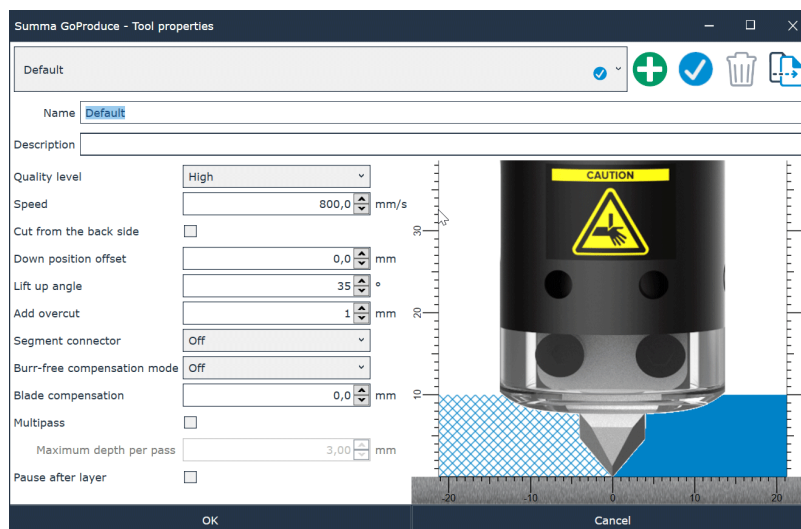 Summa GoProduce - Tool properties
Default
Name Default
Description
Quality level High
Speed 800,0 mm/s
Cut from the back side
Down position offset 0,0 mm
Lift up angle 35 °
Add overcut 1 mm
Segment connector Off
Burr-free compensation mode Off
Blade compensation 0,0 mm
Multipass
Maximum depth per pass 3,00 mm
Pause after layer
CAUTION
30
20
10
-20 -10 0 10 20
OK Cancel